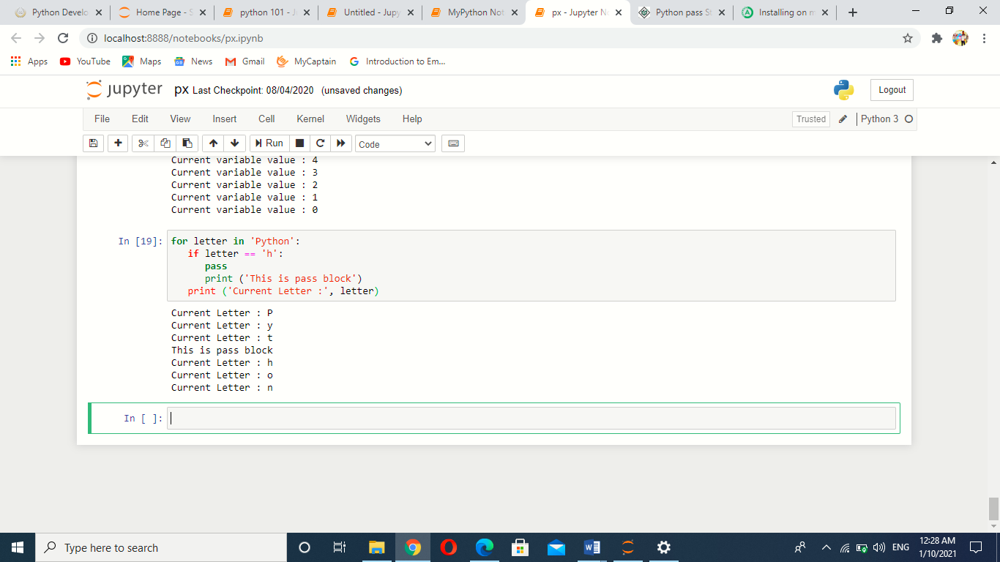 Python Develo
Home Page - S
python 101 - J
Untitled - Jupy
MyPython Not
px - Jupyter No
Python pass St
Installing on m
localhost:8888/notebooks/px.ipynb
Apps YouTube Maps News Gmail MyCaptain Introduction to Em...
jupyter px Last Checkpoint: 08/04/2020 (unsaved changes)
Logout
File Edit View Insert Cell Kernel Widgets Help
Trusted Python 3
Run Code
Current variable value : 4
Current variable value : 3
Current variable value : 2
Current variable value : 1
Current variable value : 0
In [19]: for letter in 'Python':
   if letter == 'h':
      pass
      print ('This is pass block')
   print ('Current Letter :', letter)
Current Letter : P
Current Letter : y
Current Letter : t
This is pass block
Current Letter : h
Current Letter : o
Current Letter : n
In [ ]:
Type here to search
ENG
12:28 AM
1/10/2021